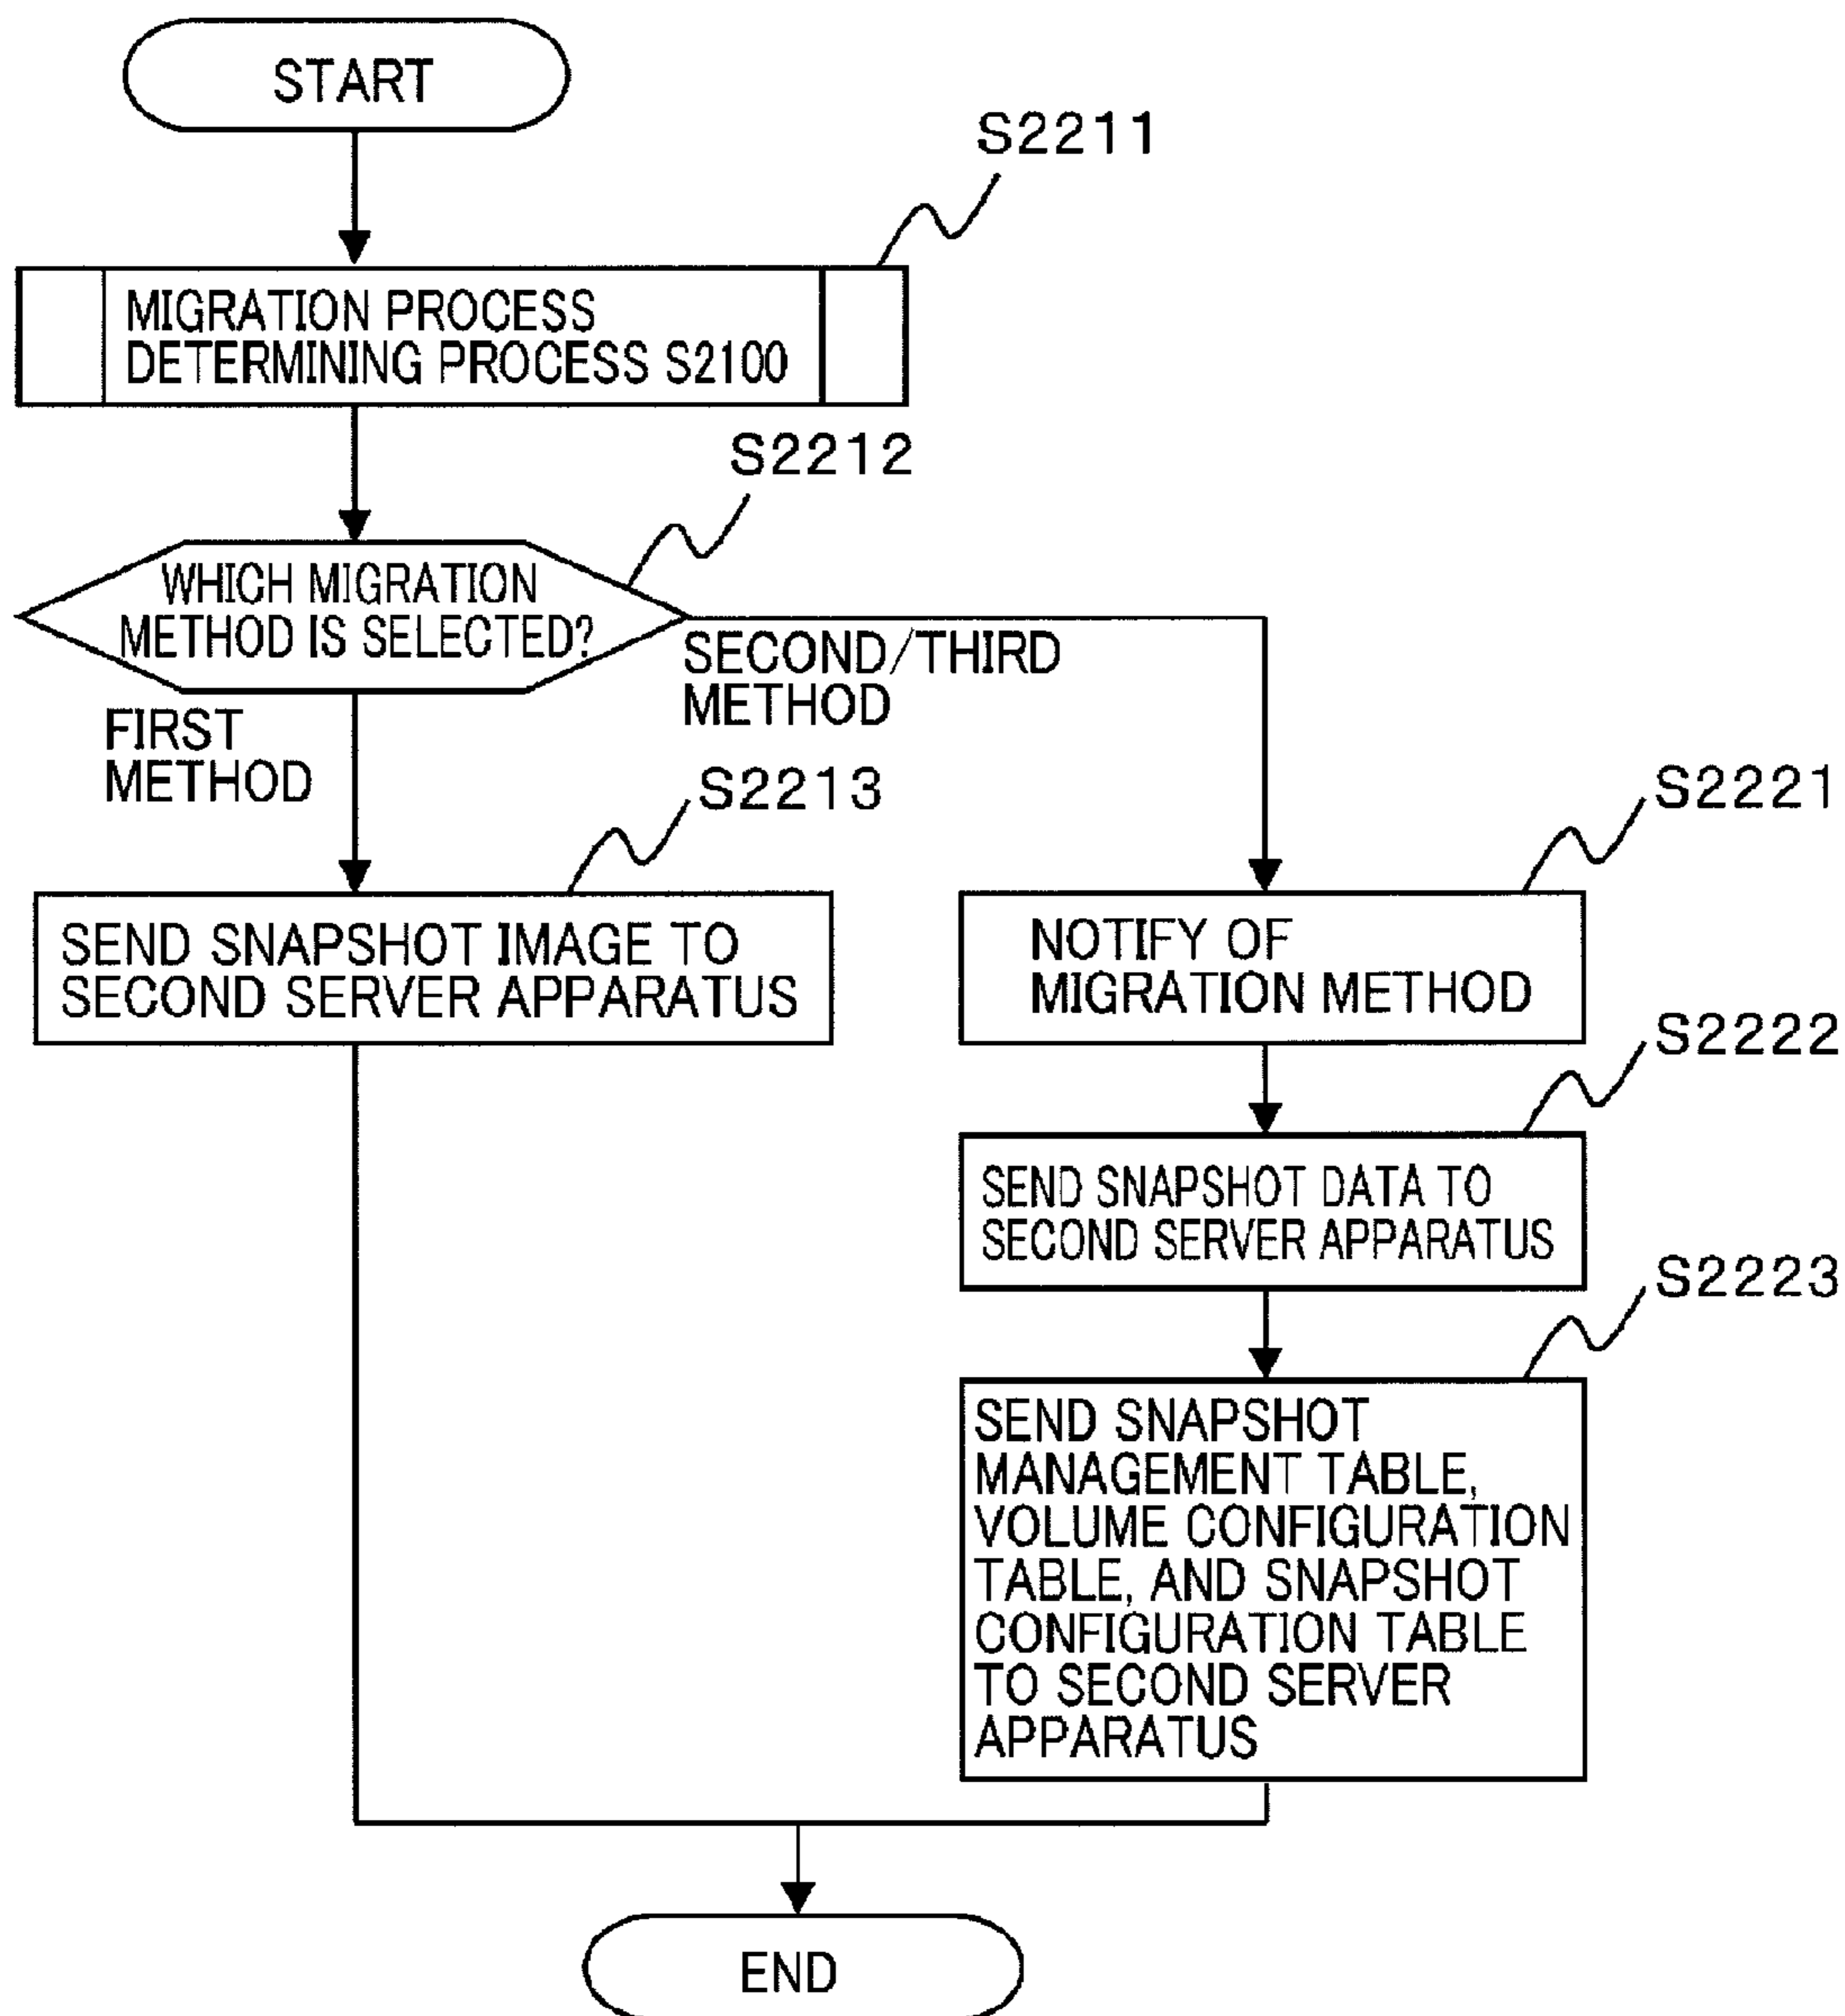 START
S2211
MIGRATION PROCESS
DETERMINING PROCESS S2100
S2212
WHICH MIGRATION
METHOD IS SELECTED?
SECOND/THIRD
METHOD
FIRST
METHOD
S2213
S2221
SEND SNAPSHOT IMAGE TO
SECOND SERVER APPARATUS
NOTIFY OF
MIGRATION METHOD
S2222
SEND SNAPSHOT DATA TO
SECOND SERVER APPARATUS
S2223
SEND SNAPSHOT
MANAGEMENT TABLE,
VOLUME CONFIGURATION
TABLE, AND SNAPSHOT
CONFIGURATION TABLE
TO SECOND SERVER
APPARATUS
END